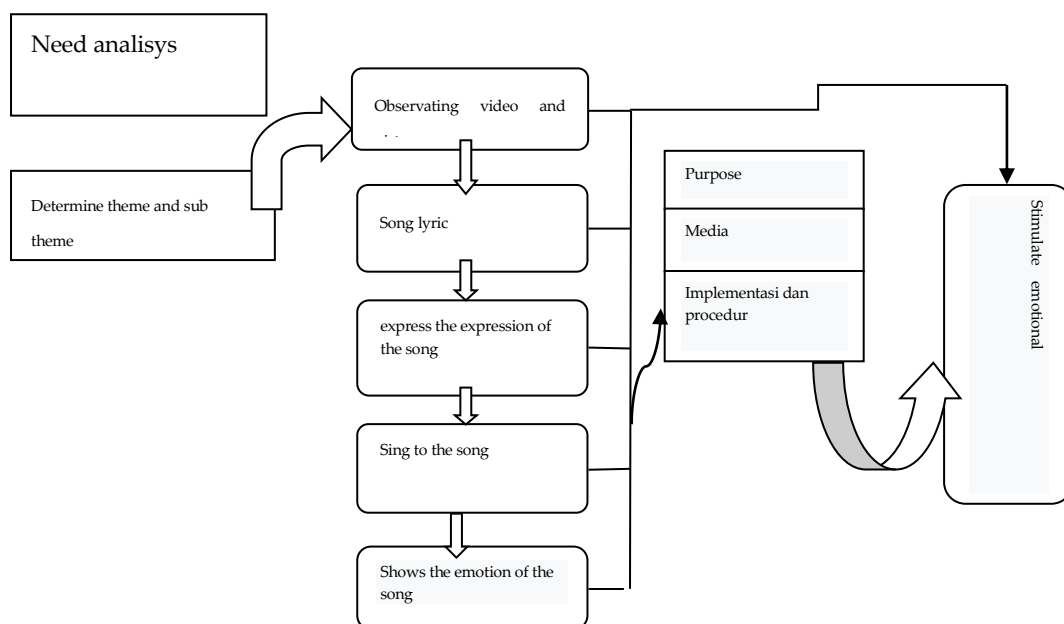 Need analisys
Observating video and
Determine theme and sub
theme
Song lyric
express the expression of
the song
Sing to the song
Shows the emotion of the
song
Purpose
Media
Implementasi dan
procedur
Stimulate emotional